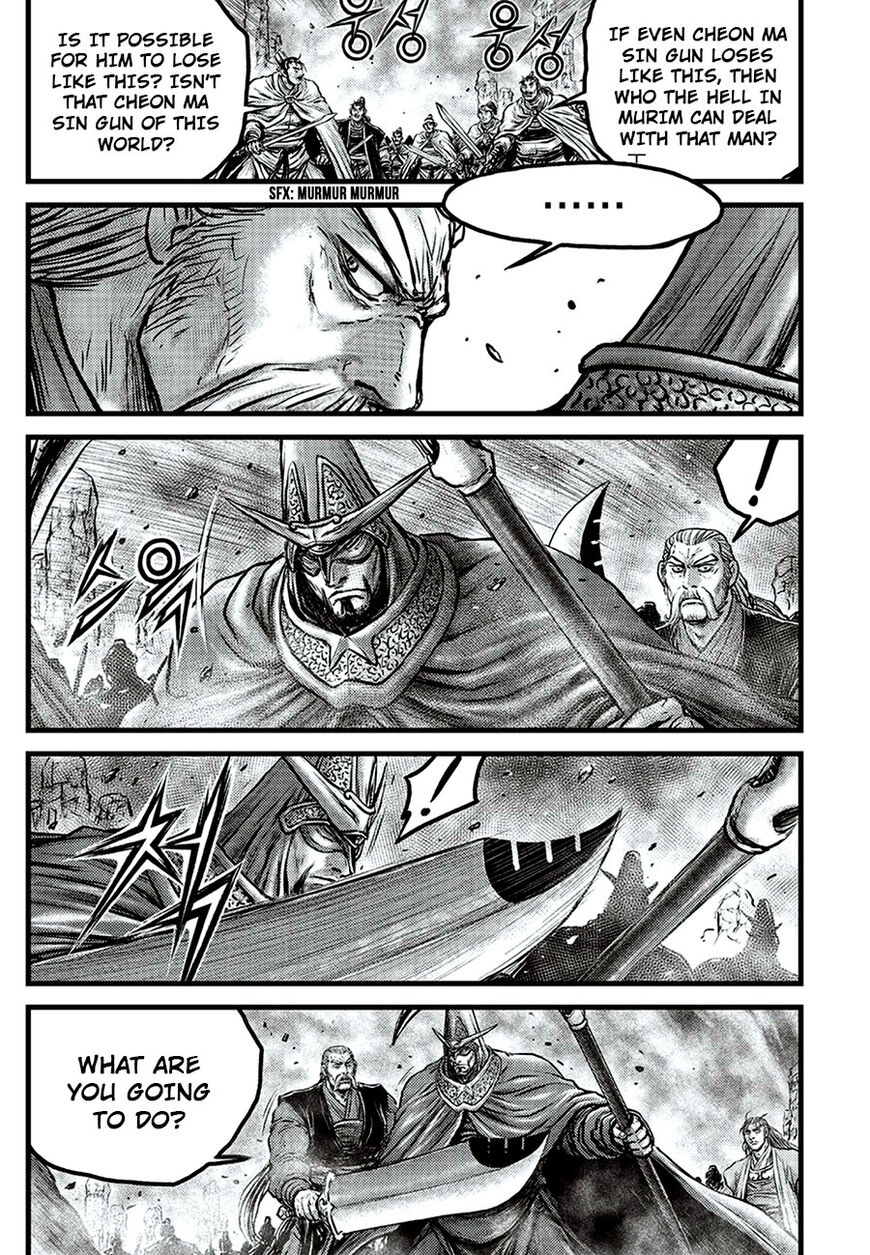 IS IT POSSIBLE
FOR HIM TO LOSE
LIKE THIS? ISN'T
THAT CHEON MA
SIN GUN OF THIS
WORLD?
웅성
웅성
IF EVEN CHEON MA
SIN GUN LOSES
LIKE THIS, THEN
WHO THE HELL IN
MURIM CAN DEAL
WITH THAT MAN?
SFX: MURMUR MURMUR
......
!
!
척
WHAT ARE
YOU GOING
TO DO?